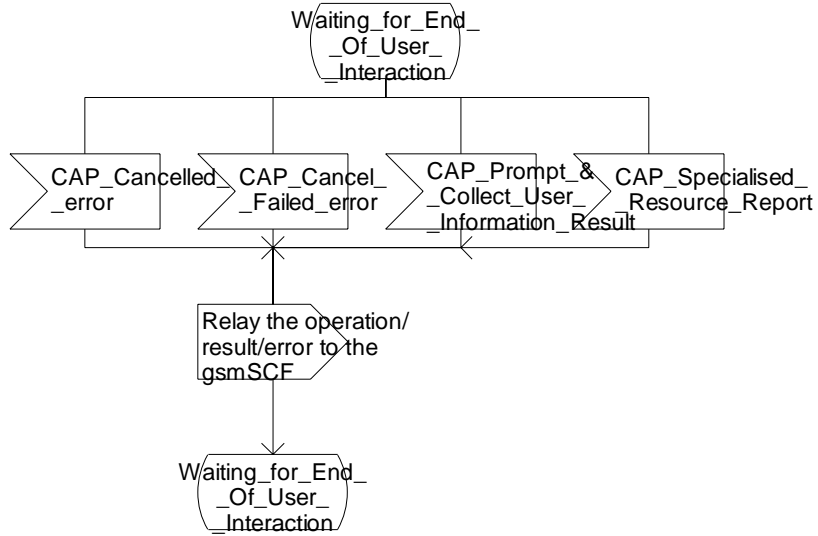 Waiting_for_End_
_Of_User_
_Interaction
CAP_Cancelled_
_error
CAP_Cancel_
_Failed_error
CAP_Prompt_&
_Collect_User_
_Information_Result
CAP_Specialised_
_Resource_Report
Relay the operation/
result/error to the
gsmSCF
Waiting_for_End_
_Of_User_
_Interaction